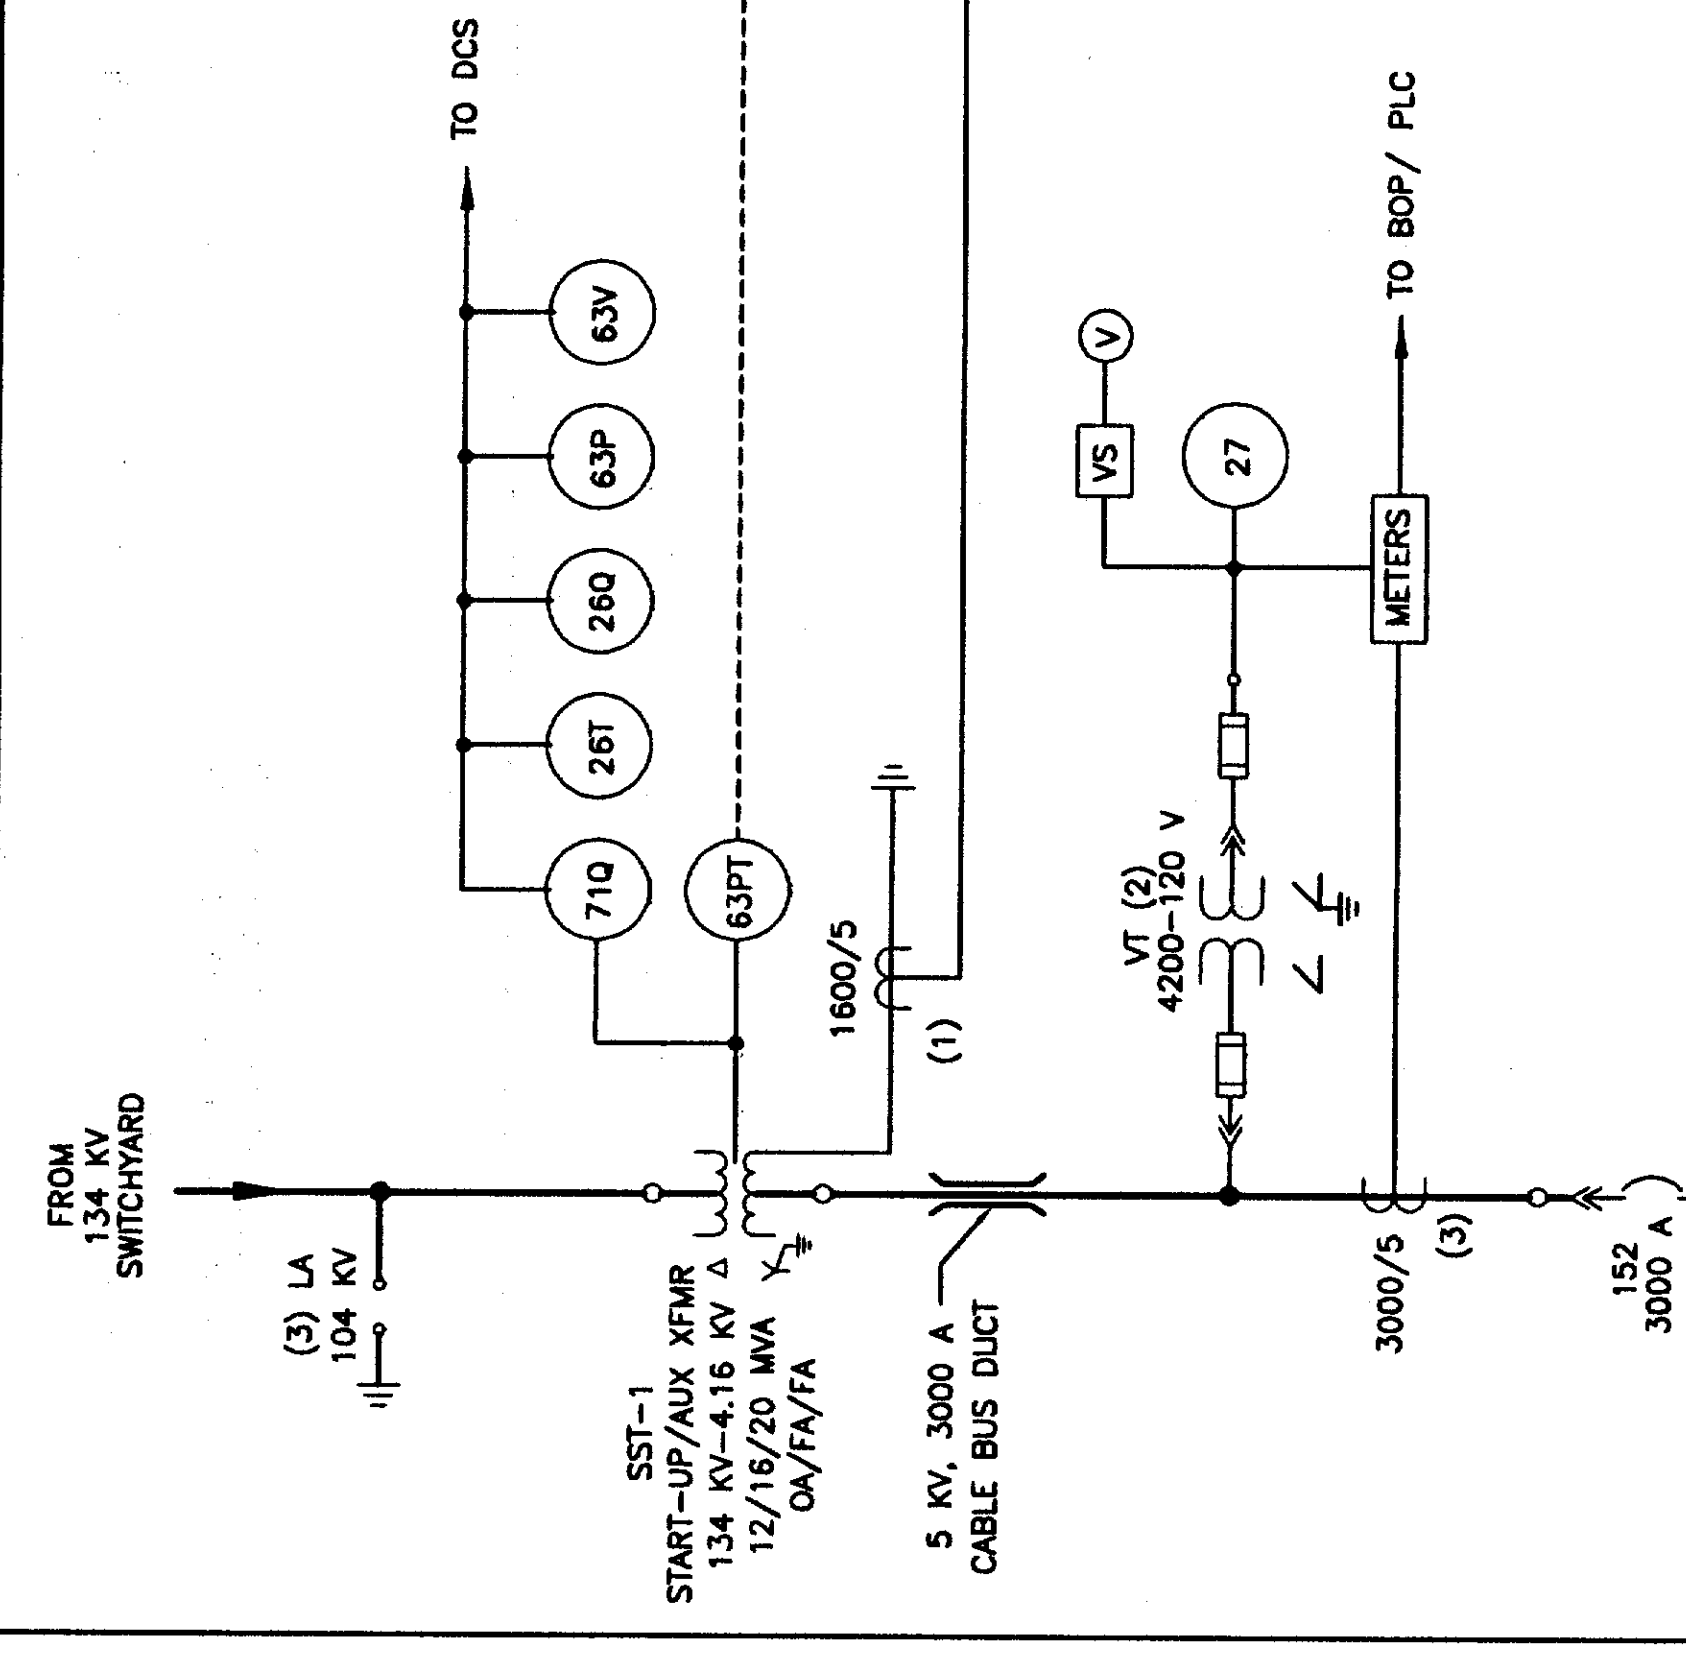 FROM
134 KV
SWITCHYARD
(3) LA
104 KV
TO DCS
71Q
26T
26Q
63P
63V
63PT
SST-1
START-UP/AUX XFMR
134 KV-4.16 KV Δ
12/16/20 MVA
OA/FA/FA
1600/5
(1)
5 KV, 3000 A
CABLE BUS DUCT
VT (2)
4200-120 V
VS
V
27
METERS
TO BOP/ PLC
3000/5
(3)
152
3000 A